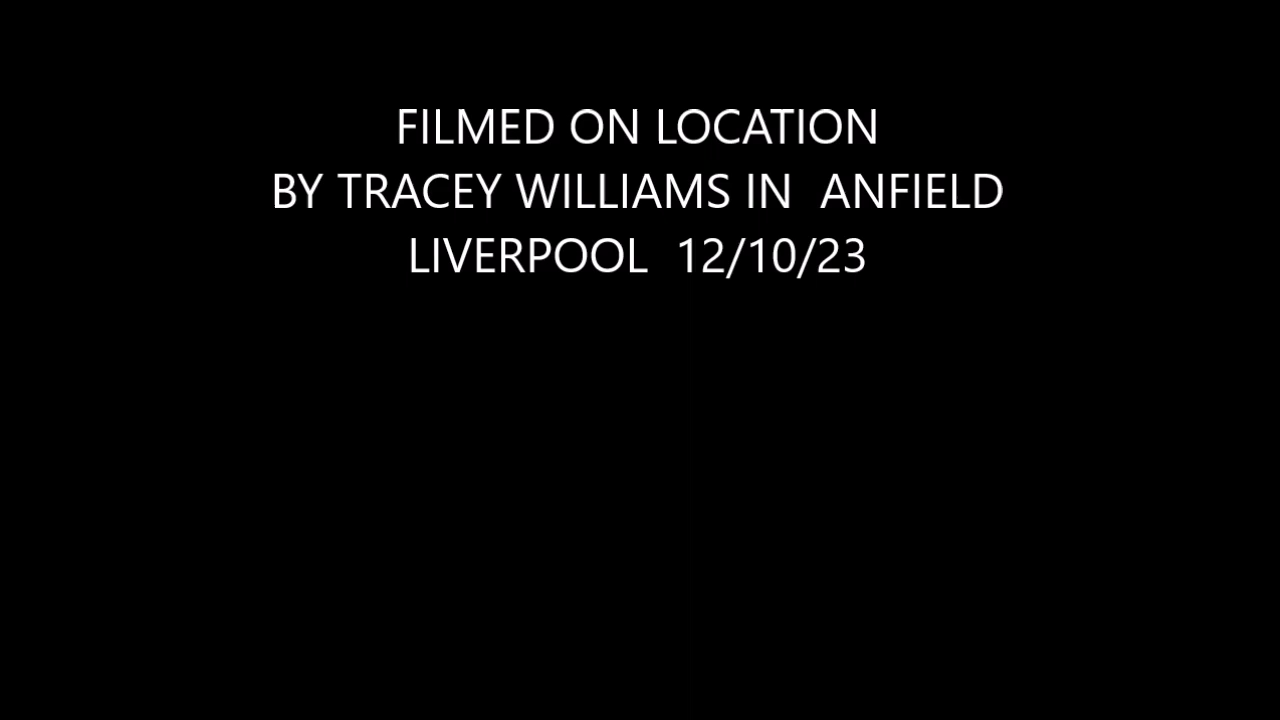 FILMED ON LOCATION
BY TRACEY WILLIAMS IN  ANFIELD
LIVERPOOL  12/10/23